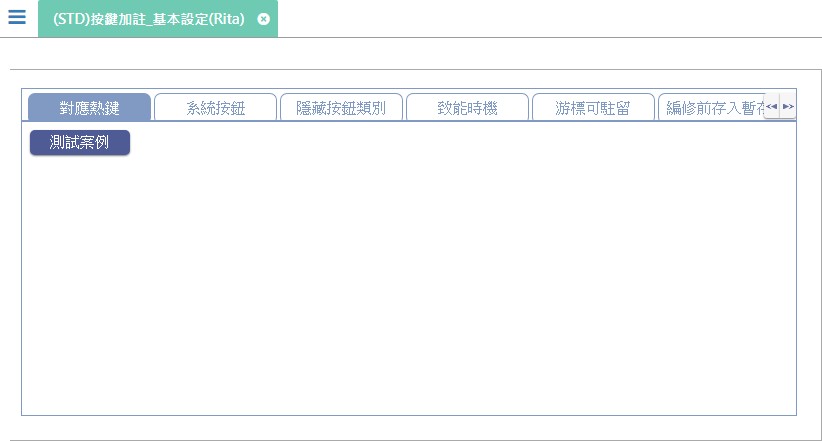 (STD)按鍵加註_基本設定(Rita)
對應熱鍵
系統按鈕
隱藏按鈕類別
致能時機
游標可駐留
編修前存入暫存
測試案例